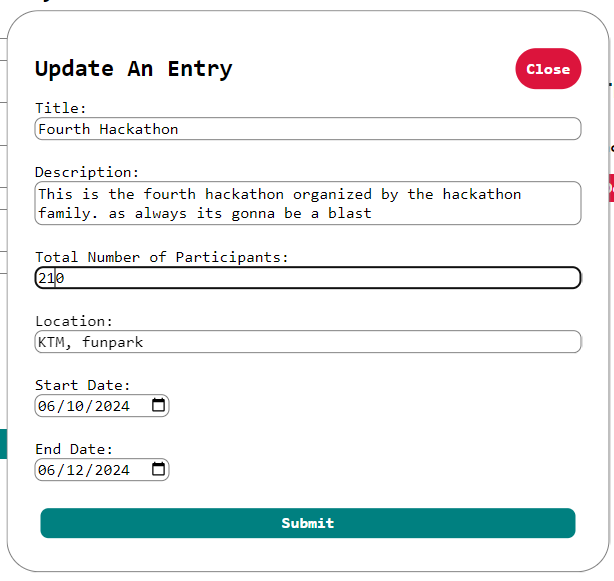 Update An Entry
Close
Title:
Fourth Hackathon
Description:
This is the fourth hackathon organized by the hackathon
family. as always its gonna be a blast
Total Number of Participants:
210
Location:
KTM, funpark
Start Date:
06/10/2024
End Date:
06/12/2024
Submit